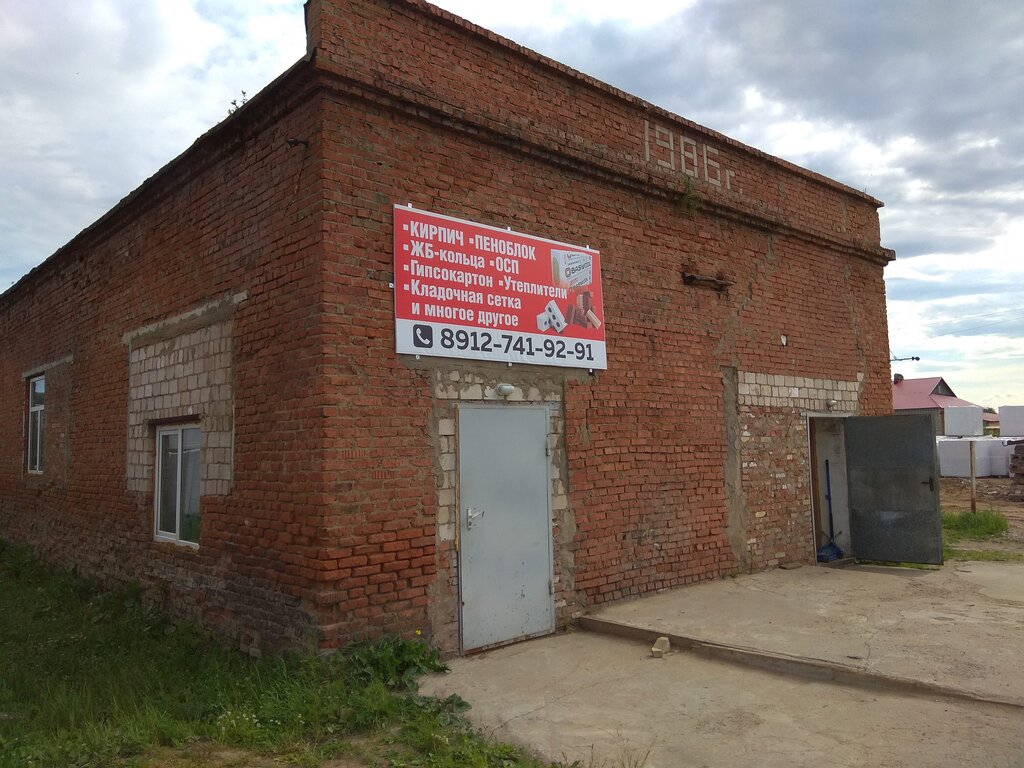 1986г.
▪КИРПИЧ ▪ПЕНОБЛОК
▪ЖБ-кольца ▪ОСП
▪Гипсокартон ▪Утеплители
▪Кладочная сетка
и многое другое
8912-741-92-91